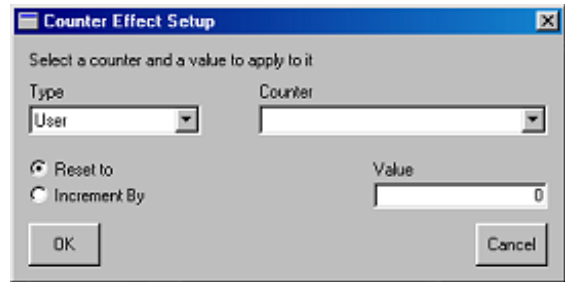 Counter Effect Setup
Select a counter and a value to apply to it
Type Counter
User
Reset to Value
Increment By 0
OK Cancel